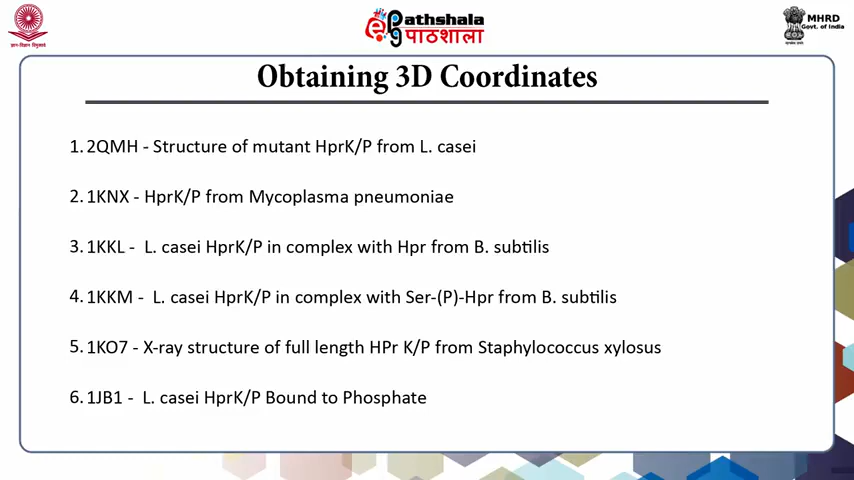 ePathshala
पाठशाला
MHRD
Govt. of India
Obtaining 3D Coordinates
1. 2QMH - Structure of mutant HprK/P from L. casei
2. 1KNX - HprK/P from Mycoplasma pneumoniae
3. 1KKL - L. casei HprK/P in complex with Hpr from B. subtilis
4. 1KKM - L. casei HprK/P in complex with Ser-(P)-Hpr from B. subtilis
5. 1KO7 - X-ray structure of full length HPr K/P from Staphylococcus xylosus
6. 1JB1 - L. casei HprK/P Bound to Phosphate